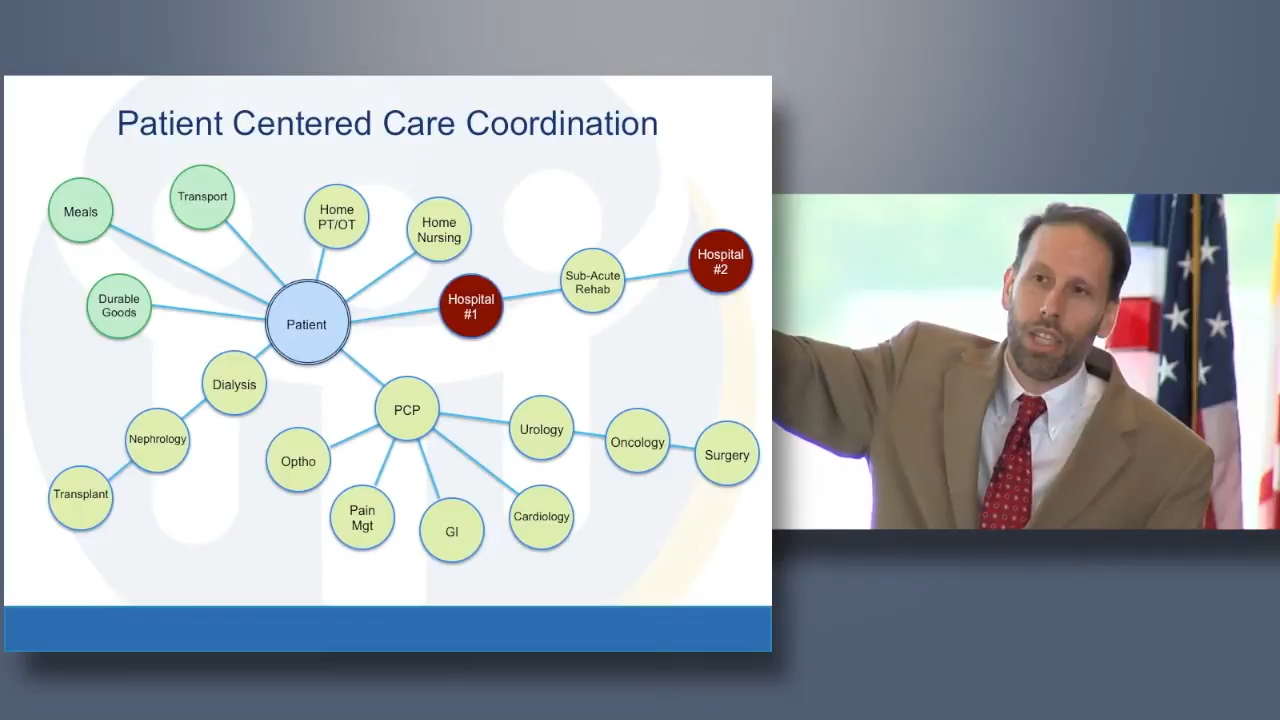 Patient Centered Care Coordination
Meals
Transport
Home
PT/OT
Home
Nursing
Hospital
#2
Sub-Acute
Rehab
Durable
Goods
Hospital
#1
Patient
Dialysis
PCP
Urology
Nephrology
Oncology
Optho
Surgery
Transplant
Pain
Mgt
GI
Cardiology